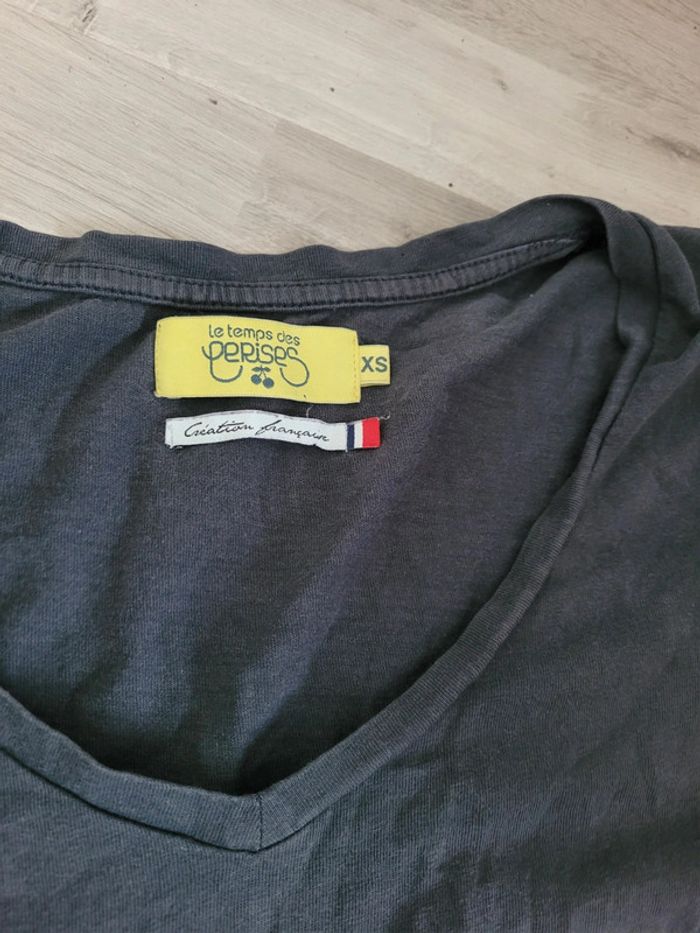 le temps des
cerises
XS
Création française